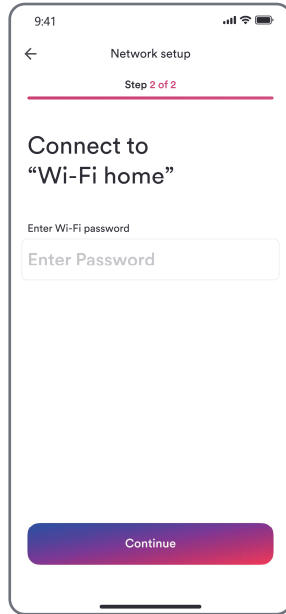 9:41
Network setup
Step 2 of 2
Connect to
“Wi-Fi home”
Enter Wi-Fi password
Enter Password
Continue